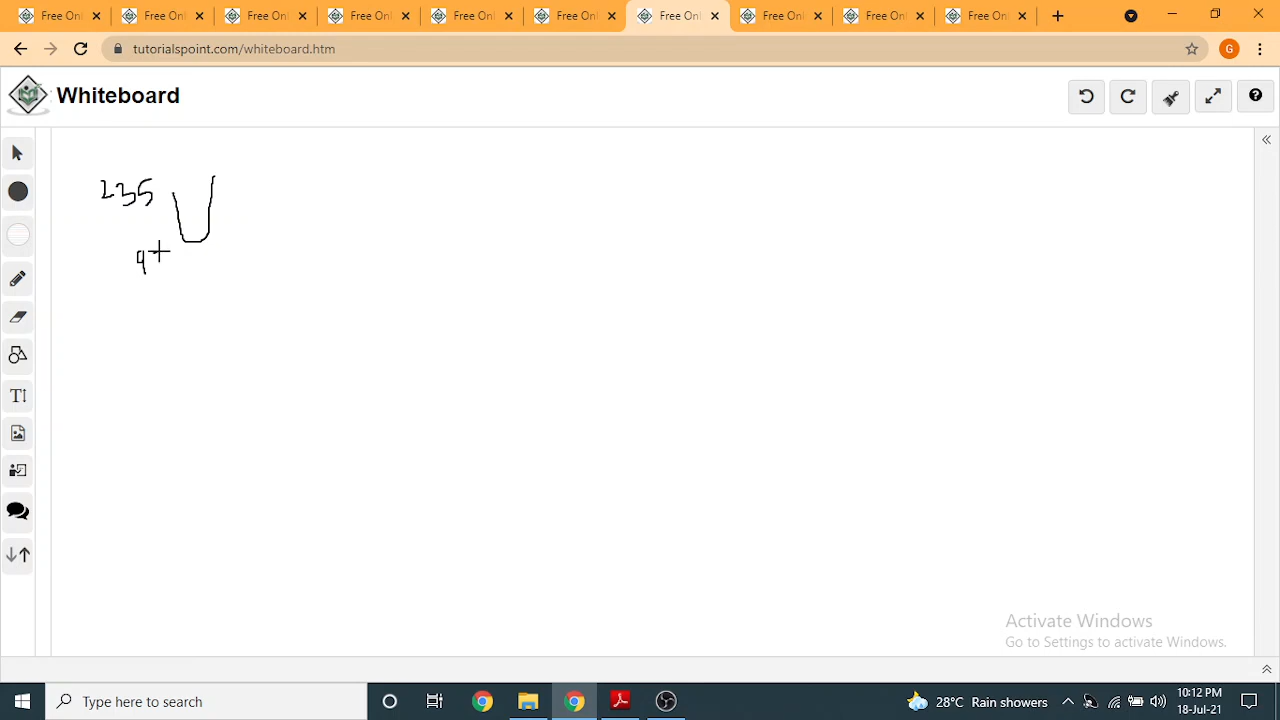 Free Onl
Free Onl
Free Onl
Free Onl
Free Onl
Free Onl
Free Onl
Free Onl
Free Onl
Free Onl
tutorialspoint.com/whiteboard.htm
G
Whiteboard
235 U
9
Activate Windows
Go to Settings to activate Windows.
Type here to search
28°C Rain showers
10:12 PM
18-Jul-21